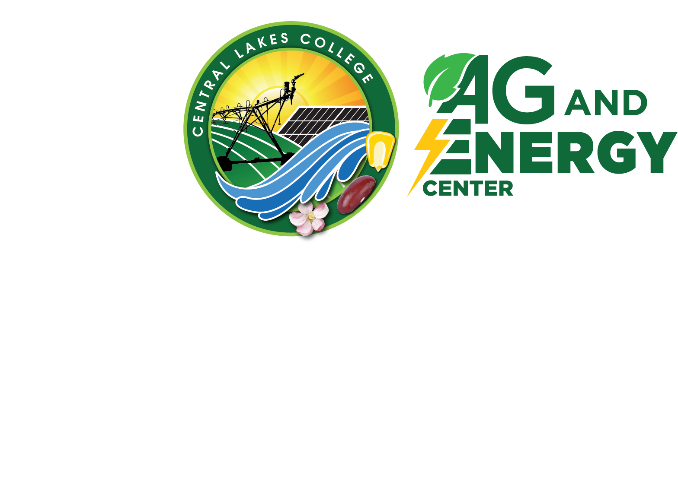 CENTRAL LAKES COLLEGE
AG AND
ENERGY
CENTER